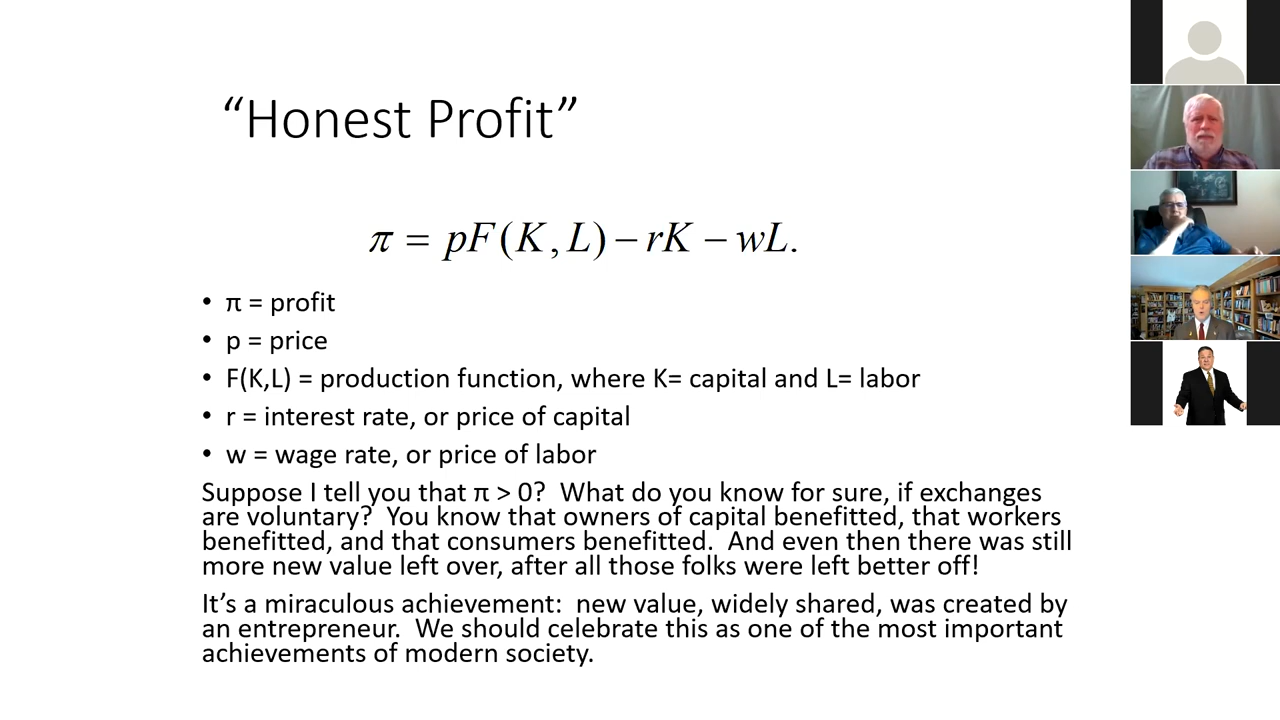 “Honest Profit”
π = pF(K, L) – rK – wL.
• π = profit
• p = price
• F(K,L) = production function, where K= capital and L= labor
• r = interest rate, or price of capital
• w = wage rate, or price of labor
Suppose I tell you that π > 0?  What do you know for sure, if exchanges
are voluntary?  You know that owners of capital benefitted, that workers
benefitted, and that consumers benefitted.  And even then there was still
more new value left over, after all those folks were left better off!
It’s a miraculous achievement:  new value, widely shared, was created by
an entrepreneur.  We should celebrate this as one of the most important
achievements of modern society.